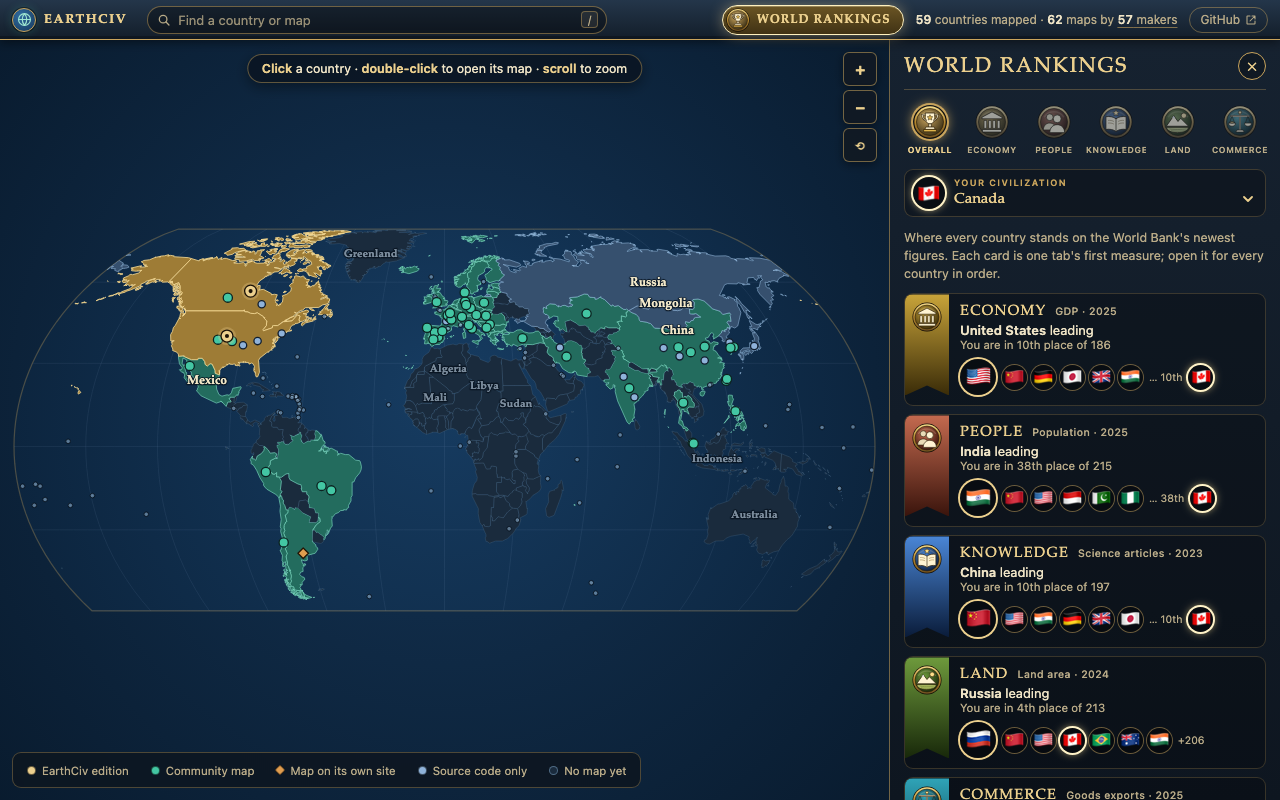 EARTHCIV
Find a country or map
/
WORLD RANKINGS
59 countries mapped · 62 maps by 57 makers
GitHub
Click a country · double-click to open its map · scroll to zoom
+
−
Greenland
Russia
Mongolia
China
Mexico
Algeria
Libya
Mali
Sudan
Indonesia
Australia
EarthCiv edition
Community map
Map on its own site
Source code only
No map yet
WORLD RANKINGS
OVERALL
ECONOMY
PEOPLE
KNOWLEDGE
LAND
COMMERCE
YOUR CIVILIZATION
Canada
Where every country stands on the World Bank's newest
figures. Each card is one tab's first measure; open it for every
country in order.
ECONOMY GDP · 2025
United States leading
You are in 10th place of 186
... 10th
PEOPLE Population · 2025
India leading
You are in 38th place of 215
... 38th
KNOWLEDGE Science articles · 2023
China leading
You are in 10th place of 197
... 10th
LAND Land area · 2024
Russia leading
You are in 4th place of 213
+206
COMMERCE Goods exports · 2025